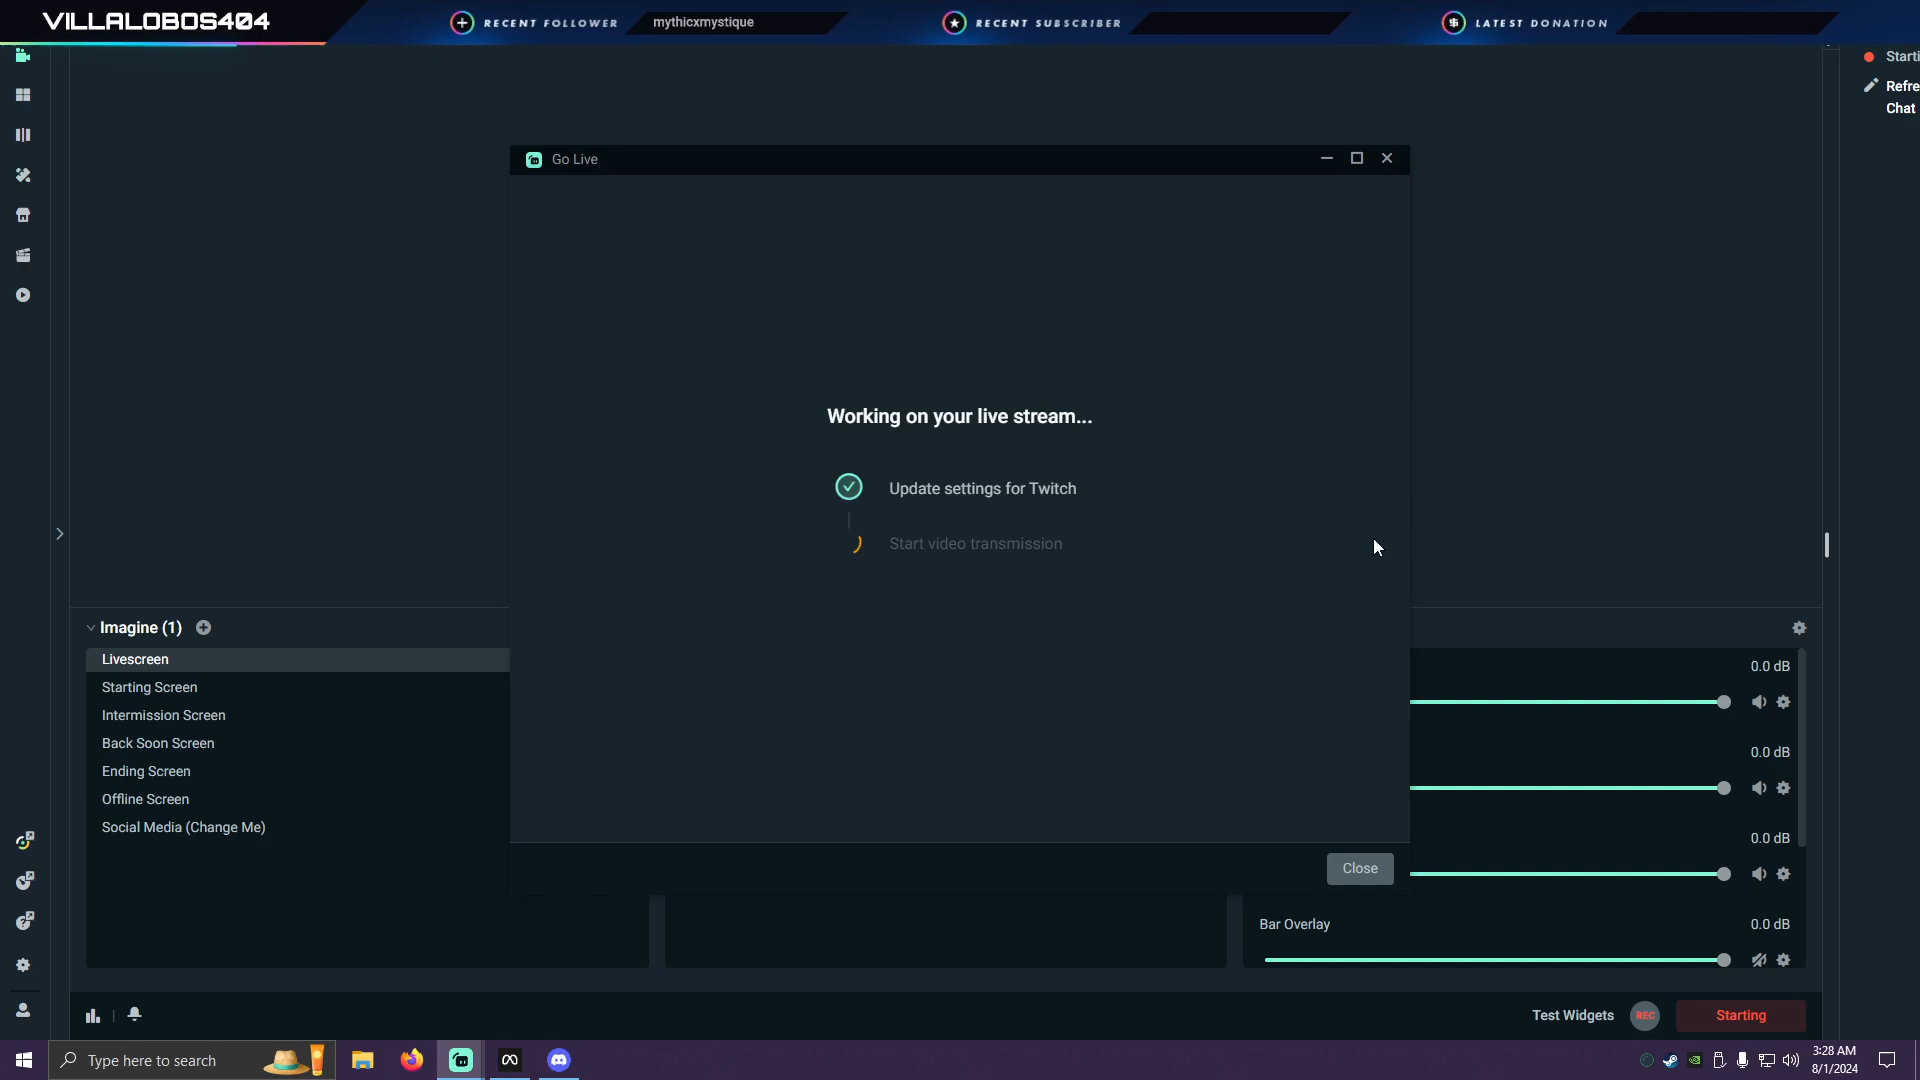 VILLALOBOS404
RECENT FOLLOWER
mythicxmystique
RECENT SUBSCRIBER
LATEST DONATION
Starti
Refre
Chat
Go Live
Working on your live stream...
Update settings for Twitch
Start video transmission
Imagine (1)
Livescreen
Starting Screen
Intermission Screen
Back Soon Screen
Ending Screen
Offline Screen
Social Media (Change Me)
0.0 dB
0.0 dB
0.0 dB
Close
Bar Overlay
0.0 dB
Test Widgets
REC
Starting
Type here to search
3:28 AM
8/1/2024